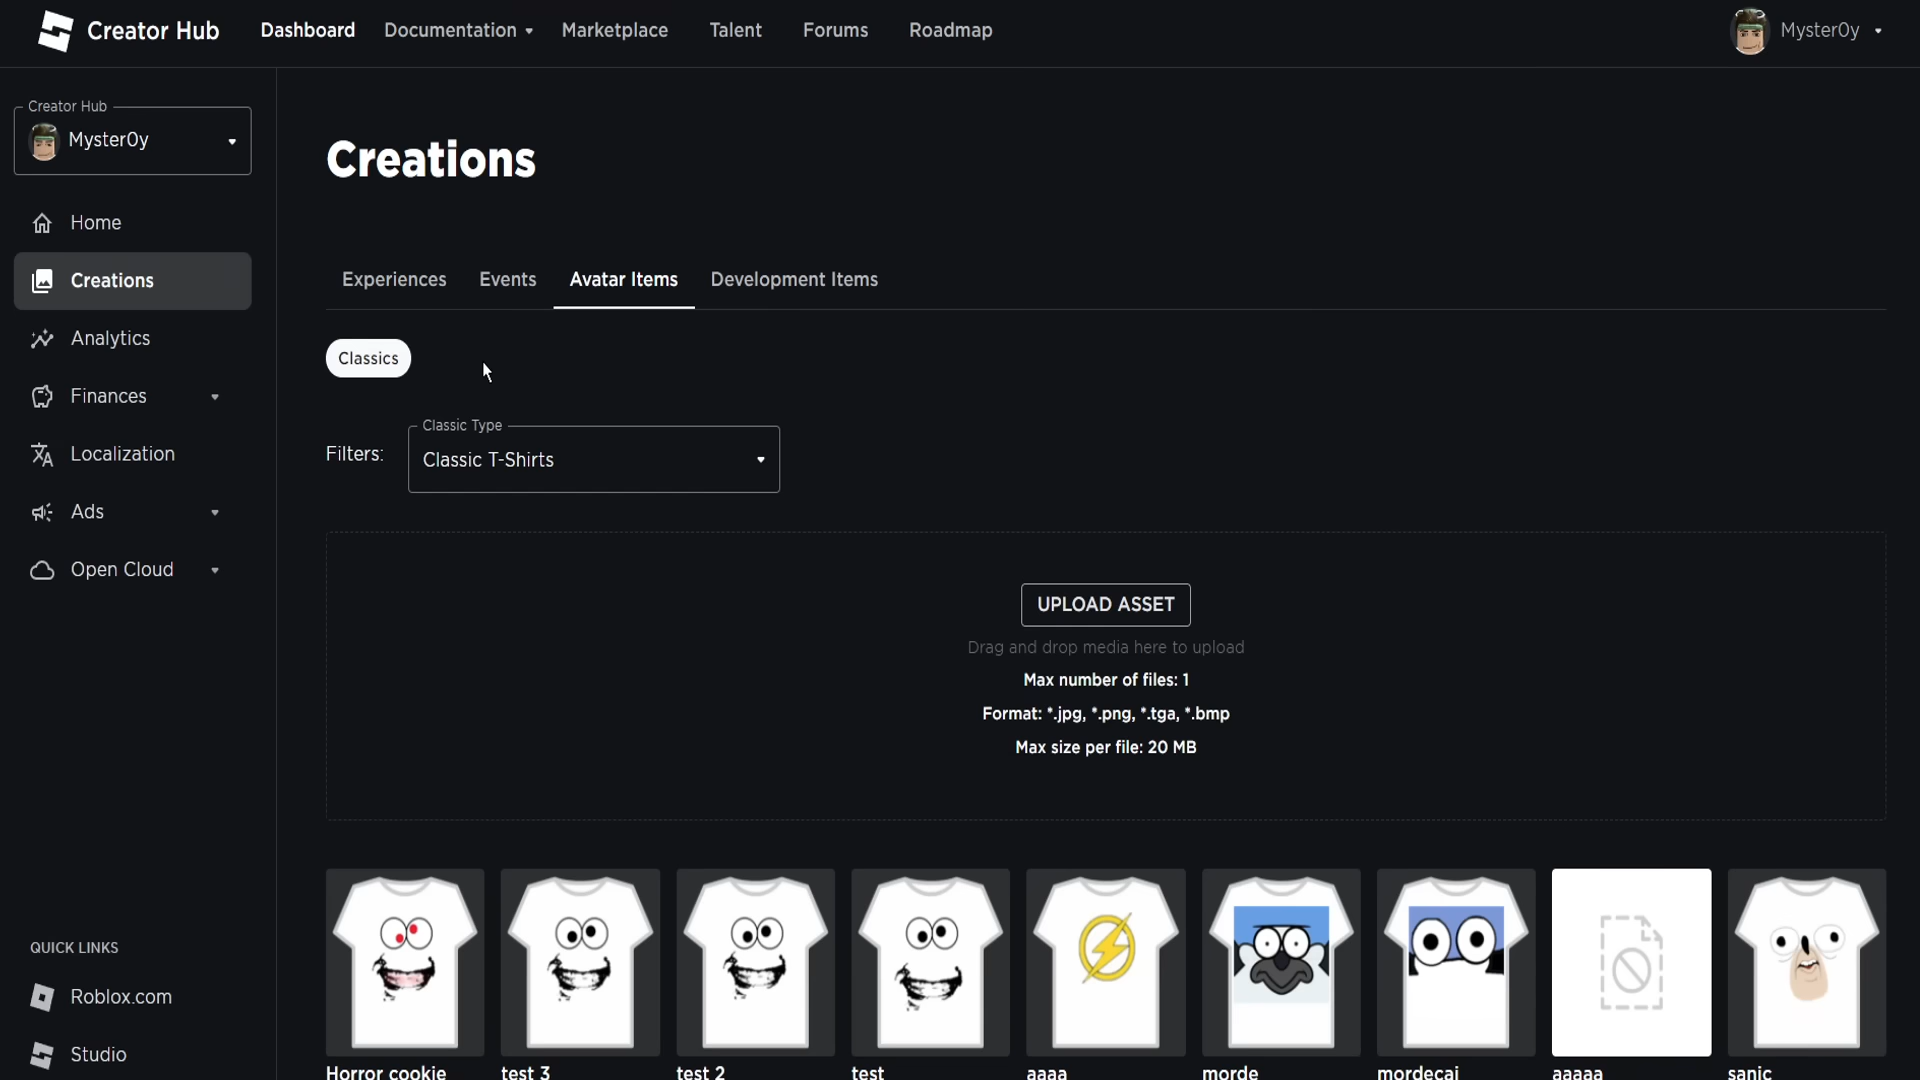 Creator Hub Dashboard Documentation Marketplace Talent Forums Roadmap Myster0y
Creator Hub
Myster0y
Home
Creations
Analytics
Finances
Localization
Ads
Open Cloud
QUICK LINKS
Roblox.com
Studio
Creations
Experiences Events Avatar Items Development Items
Classics
Filters:
Classic Type
Classic T-Shirts
UPLOAD ASSET
Drag and drop media here to upload
Max number of files: 1
Format: *.jpg, *.png, *.tga, *.bmp
Max size per file: 20 MB
Horror cookie test 3 test 2 test aaaa morde mordecai aaaaa sanic